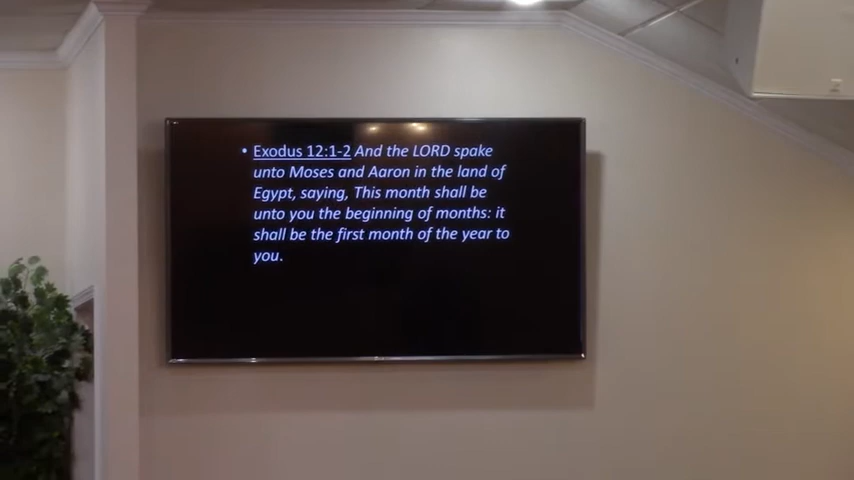 • Exodus 12:1-2 And the LORD spake
unto Moses and Aaron in the land of
Egypt, saying, This month shall be
unto you the beginning of months: it
shall be the first month of the year to
you.